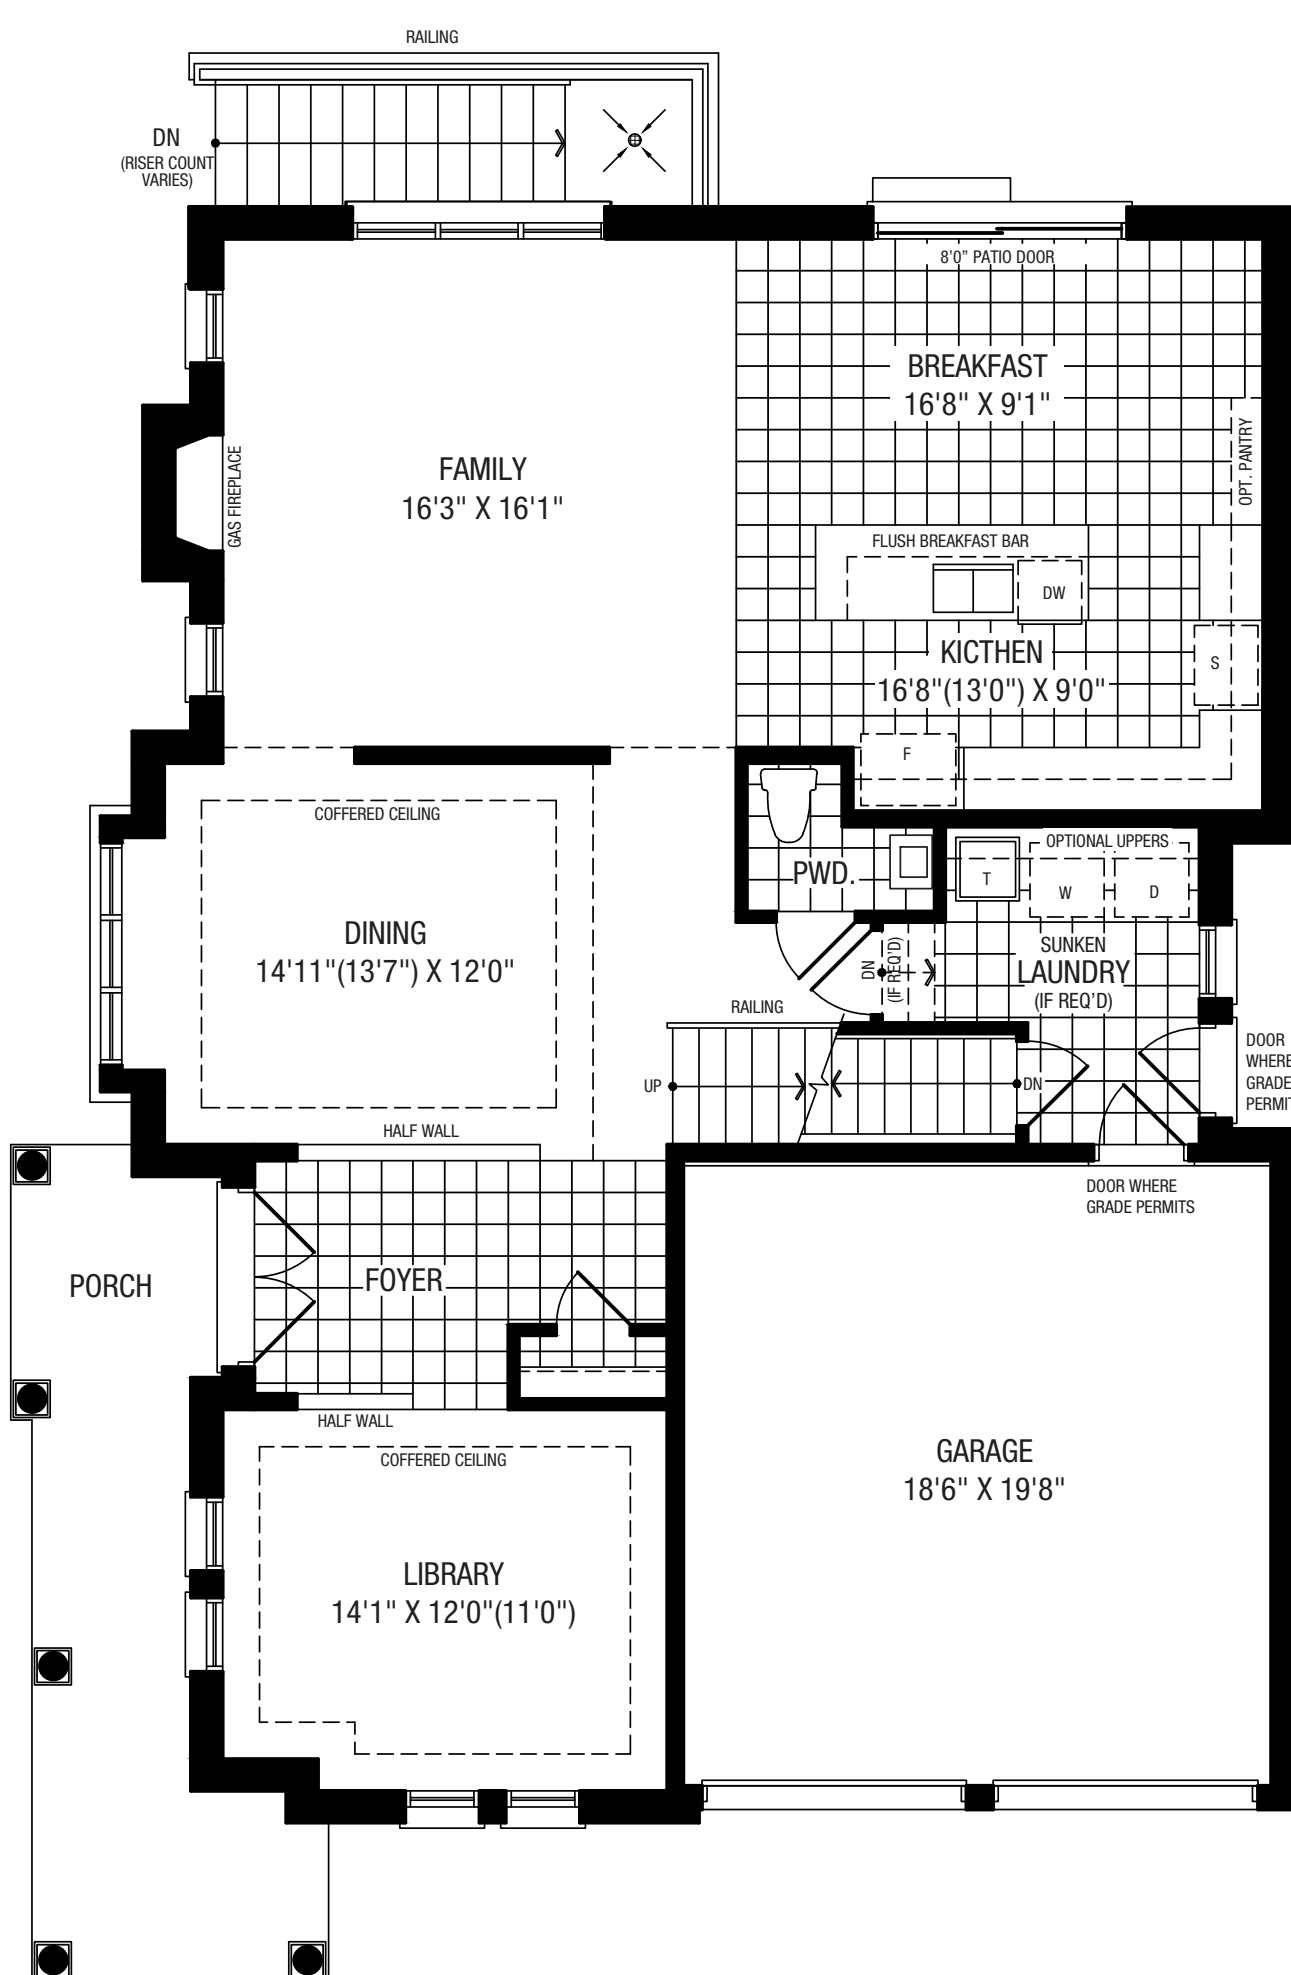 RAILING
DN
(RISER COUNT
VARIES)
8'0" PATIO DOOR
BREAKFAST
16'8" X 9'1"
OPT. PANTRY
FAMILY
16'3" X 16'1"
GAS FIREPLACE
FLUSH BREAKFAST BAR
DW
KICTHEN
16'8"(13'0") X 9'0"
S
F
COFFERED CEILING
OPTIONAL UPPERS
PWD.
T
W
D
DINING
14'11"(13'7") X 12'0"
DN
(IF REQ'D)
SUNKEN
LAUNDRY
(IF REQ'D)
RAILING
UP
DN
DOOR
WHERE
GRADE
PERMIT
HALF WALL
DOOR WHERE
GRADE PERMITS
PORCH
FOYER
HALF WALL
COFFERED CEILING
GARAGE
18'6" X 19'8"
LIBRARY
14'1" X 12'0"(11'0")